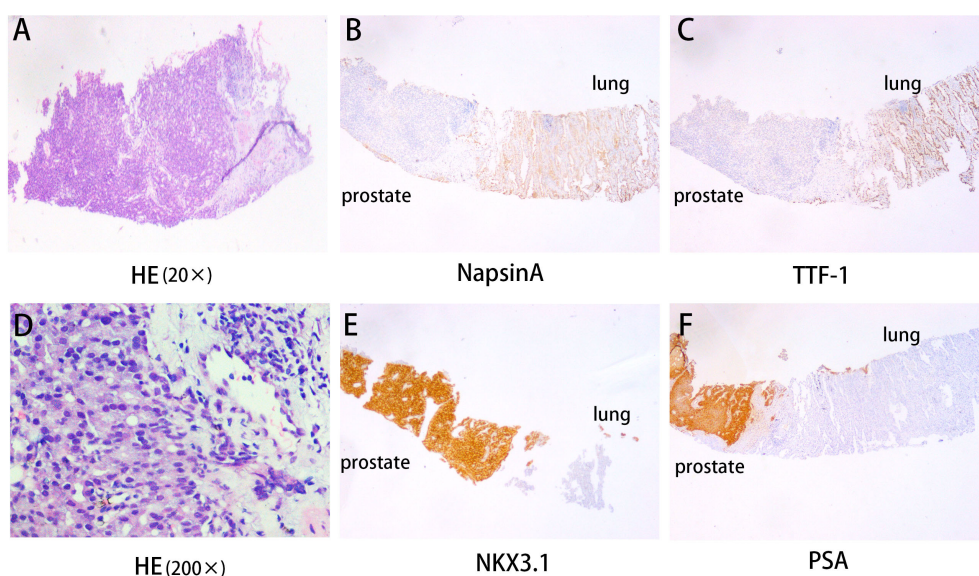 A
B
lung
prostate
C
lung
prostate
HE (20×)
NapsinA
TTF-1
D
E
lung
prostate
F
lung
prostate
HE (200×)
NKX3.1
PSA